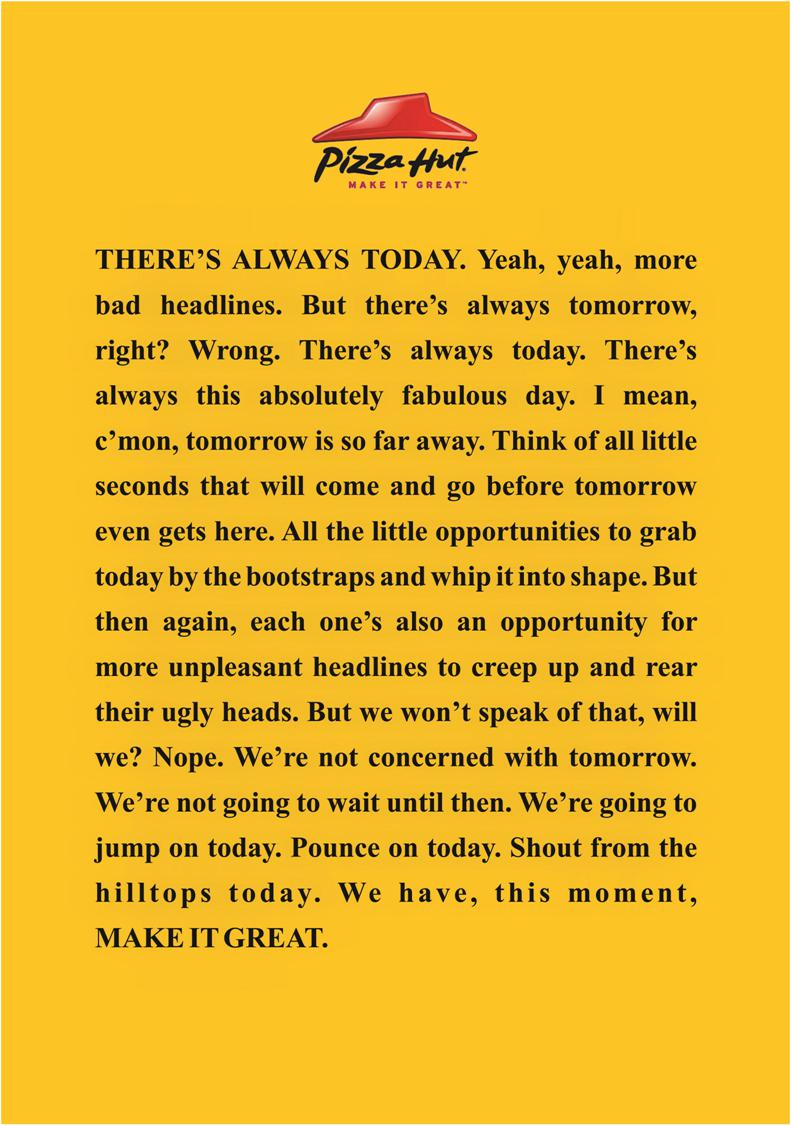 Pizza Hut.
MAKE IT GREAT™
THERE’S ALWAYS TODAY. Yeah, yeah, more
bad headlines. But there’s always tomorrow,
right? Wrong. There’s always today. There’s
always this absolutely fabulous day. I mean,
c’mon, tomorrow is so far away. Think of all little
seconds that will come and go before tomorrow
even gets here. All the little opportunities to grab
today by the bootstraps and whip it into shape. But
then again, each one’s also an opportunity for
more unpleasant headlines to creep up and rear
their ugly heads. But we won’t speak of that, will
we? Nope. We’re not concerned with tomorrow.
We’re not going to wait until then. We’re going to
jump on today. Pounce on today. Shout from the
hilltops today. We have, this moment,
MAKE IT GREAT.